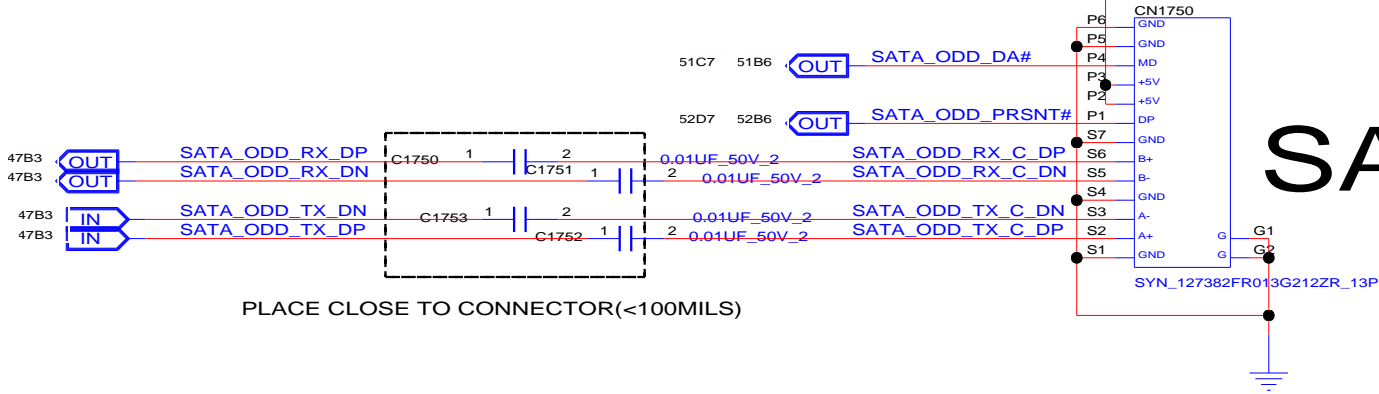 CN1750
P6 GND
P5 GND
51C7 51B6 OUT SATA_ODD_DA# P4 MD
P3 +5V
P2 +5V
52D7 52B6 OUT SATA_ODD_PRSNT# P1 DP
S7 GND
47B3 OUT SATA_ODD_RX_DP C1750 1 2 0.01UF_50V_2 SATA_ODD_RX_C_DP S6 B+
47B3 OUT SATA_ODD_RX_DN C1751 1 2 0.01UF_50V_2 SATA_ODD_RX_C_DN S5 B-
S4 GND
47B3 IN SATA_ODD_TX_DN C1753 1 2 0.01UF_50V_2 SATA_ODD_TX_C_DN S3 A-
47B3 IN SATA_ODD_TX_DP C1752 1 2 0.01UF_50V_2 SATA_ODD_TX_C_DP S2 A+ G G1
S1 GND G G2
SYN_127382FR013G212ZR_13P
PLACE CLOSE TO CONNECTOR(<100MILS)
SA